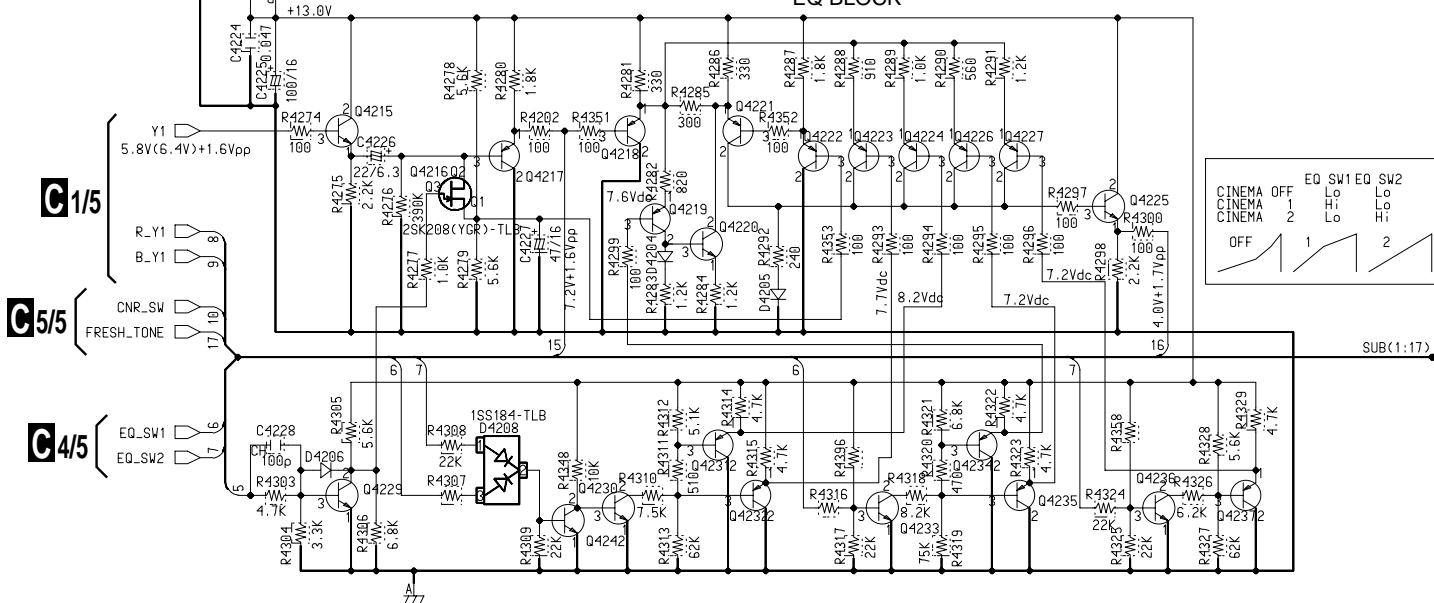 EQ BLOCK
+13.0V
C4224
0.047
C4225
100/16
R4274
100
Q4215
C4226
22/6.3
R4275
2.2K
R4276
390K
Q4216
2SK208(YGR)-TLB
R4277
1.0K
R4278
5.6K
R4279
5.6K
R4280
1.8K
Q4217
C4227
47/16
R4202
100
7.2V+1.6Vpp
R4351
100
R4281
330
Q4218
R4282
820
7.6Vdc
Q4219
R4299
100
D4204
R4283
1.2K
R4285
300
Q4220
R4284
1.2K
R4286
330
Q4221
R4352
100
R4292
240
D4205
R4287
1.8K
R4288
910
R4289
1.0K
R4290
560
R4291
1.2K
Q4222
Q4223
Q4224
Q4226
Q4227
R4353
100
R4293
100
R4294
100
R4295
100
R4296
100
7.7Vdc
8.2Vdc
7.2Vdc
7.2Vdc
R4297
100
Q4225
R4298
2.2K
R4300
100
4.0V+1.7Vpp
EQ SW1 EQ SW2
CINEMA OFF Lo Lo
CINEMA 1 Hi Lo
CINEMA 2 Lo Hi
OFF 1 2
Y1
5.8V(6.4V)+1.6Vpp
C 1/5
R_Y1 8
B_Y1 9
C 5/5
CNR_SW 10
FRESH_TONE 17
15
16
SUB(1:17)
6
7
6
7
C 4/5
EQ_SW1 6
EQ_SW2 7
5
C4228
CH
100p
R4303
4.7K
R4304
3.3K
D4206
R4305
5.6K
Q4229
R4306
6.8K
R4308
22K
R4307
1SS184-TLB
D4208
R4309
22K
R4348
10K
Q4242
Q4230
R4310
7.5K
R4312
5.1K
R4311
510
R4313
62K
Q4231
R4314
4.7K
R4315
4.7K
Q4232
R4316
R4396
R4317
22K
Q4233
R4318
8.2K
R4321
6.8K
R4320
470
R4319
75K
Q4234
R4322
4.7K
R4323
4.7K
Q4235
R4324
22K
R4358
R4325
22K
Q4236
R4326
6.2K
R4328
5.6K
R4327
62K
R4329
4.7K
Q4237
A